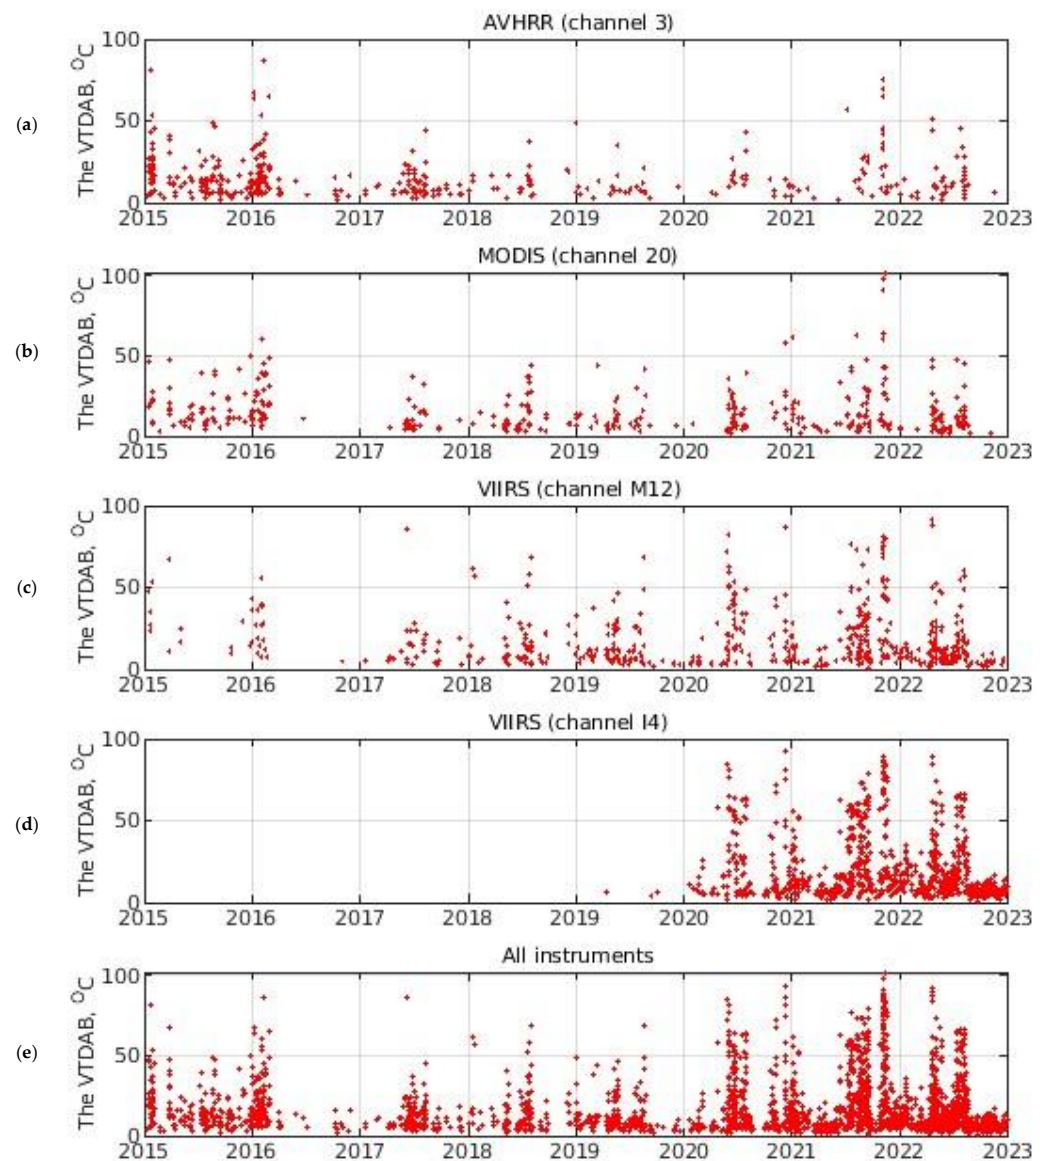 AVHRR (channel 3)
(a)
The VTDAB, °C
100
50
0
2015 2016 2017 2018 2019 2020 2021 2022 2023
MODIS (channel 20)
(b)
The VTDAB, °C
100
50
0
2015 2016 2017 2018 2019 2020 2021 2022 2023
VIIRS (channel M12)
(c)
The VTDAB, °C
100
50
0
2015 2016 2017 2018 2019 2020 2021 2022 2023
VIIRS (channel I4)
(d)
The VTDAB, °C
100
50
0
2015 2016 2017 2018 2019 2020 2021 2022 2023
All instruments
(e)
The VTDAB, °C
100
50
0
2015 2016 2017 2018 2019 2020 2021 2022 2023